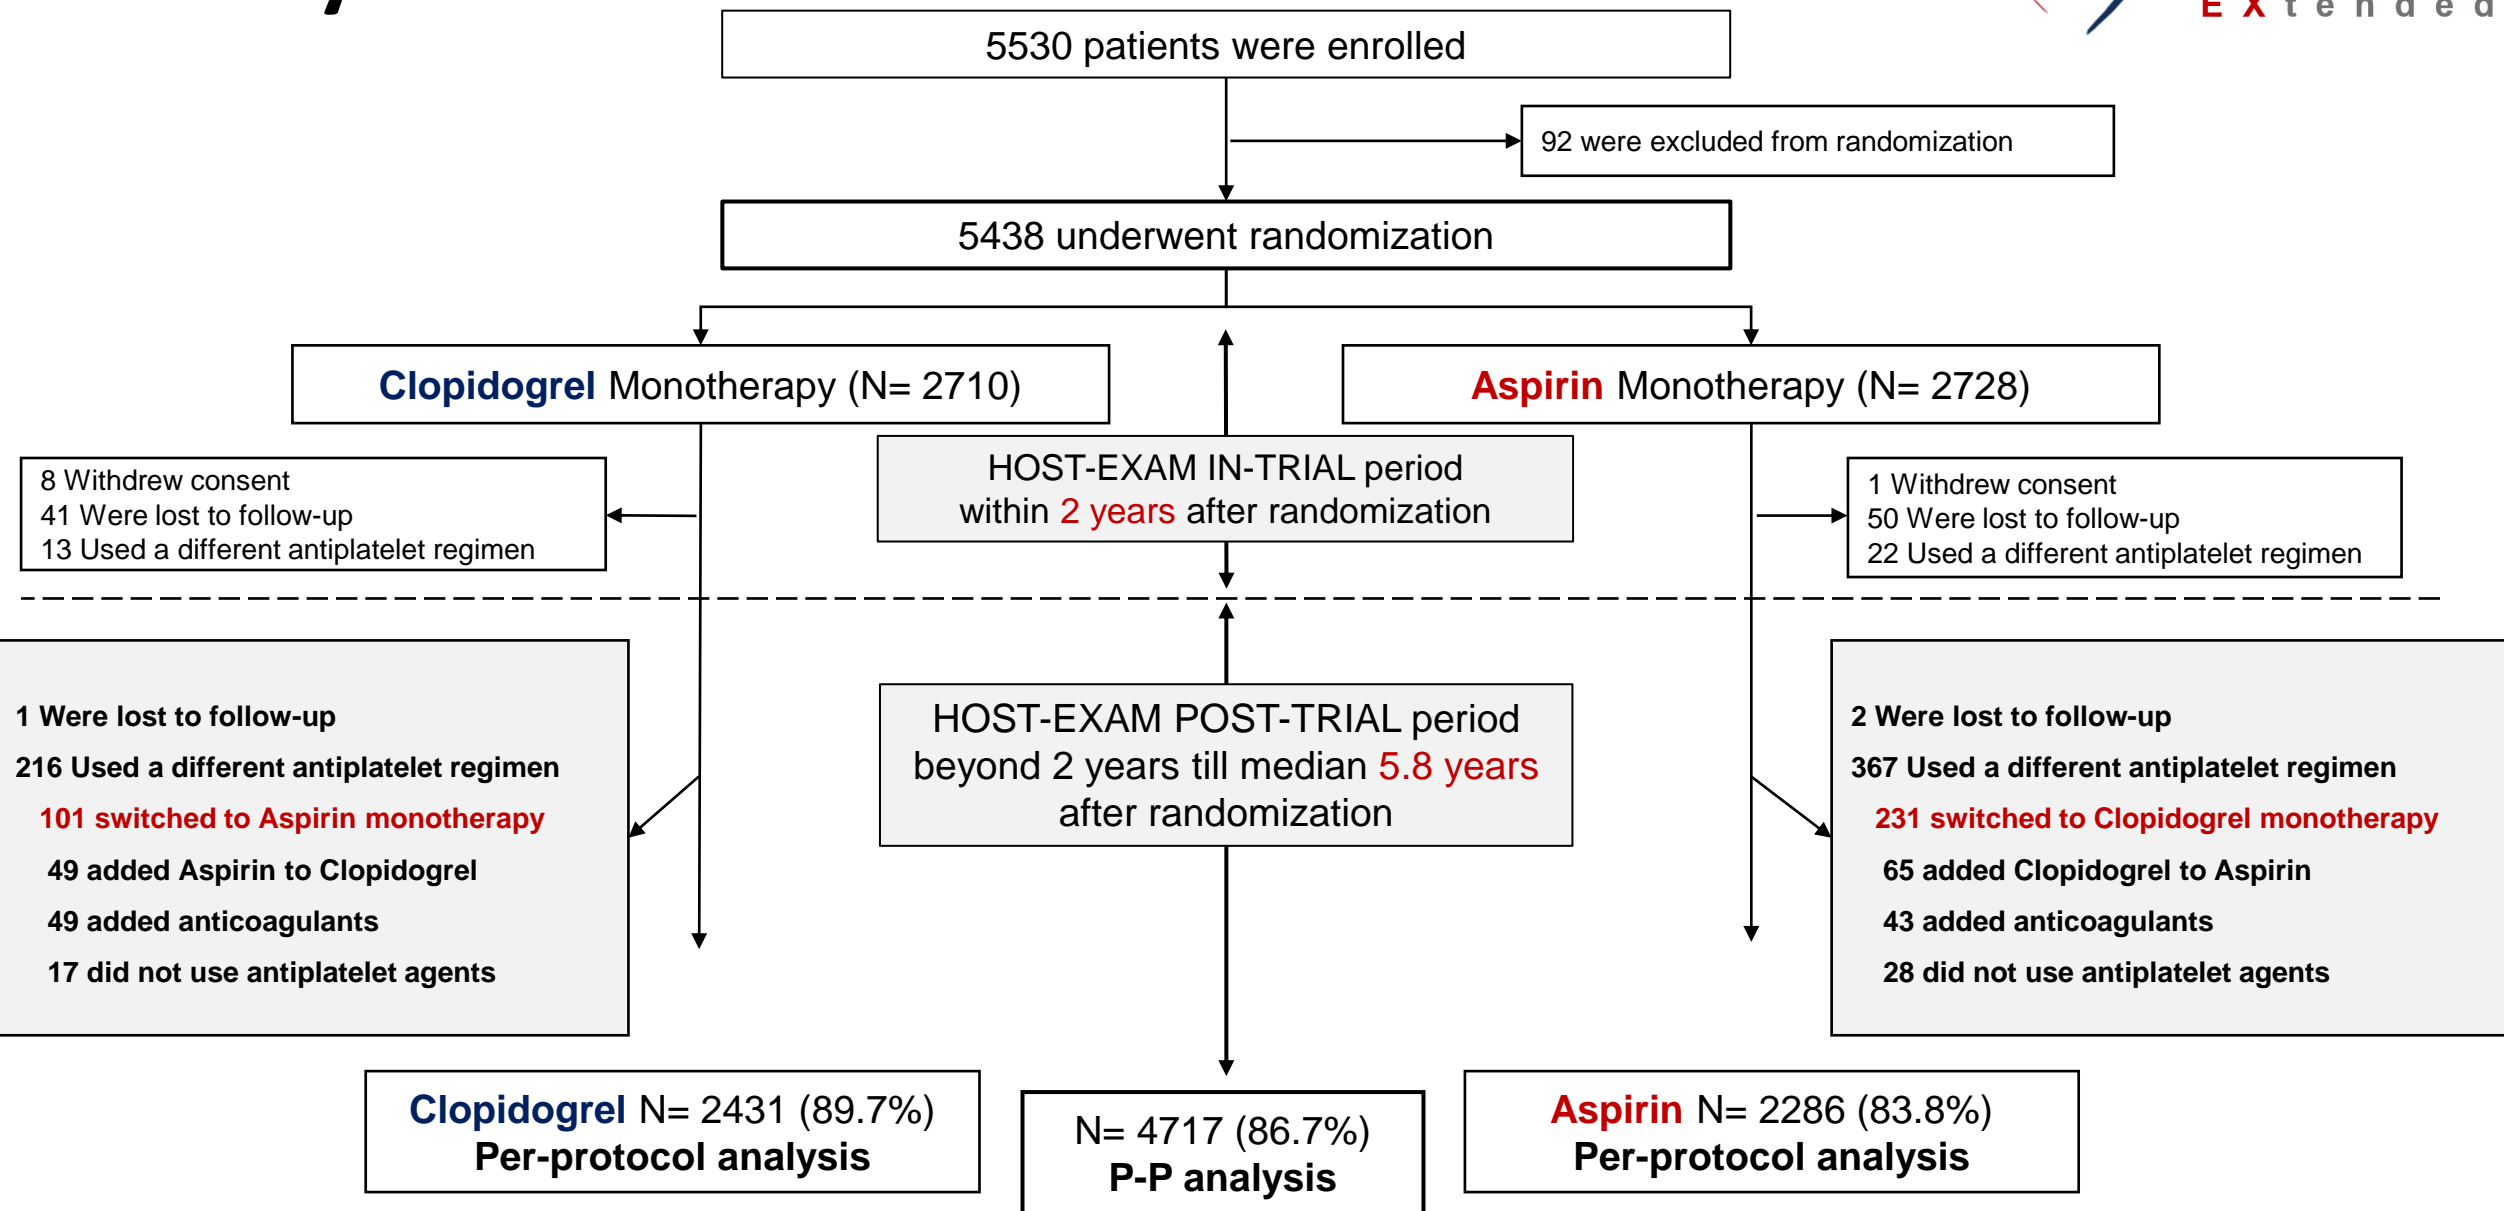 EXtended
5530 patients were enrolled
92 were excluded from randomization
5438 underwent randomization
Clopidogrel Monotherapy (N= 2710)
Aspirin Monotherapy (N= 2728)
8 Withdrew consent
41 Were lost to follow-up
13 Used a different antiplatelet regimen
HOST-EXAM IN-TRIAL period
within 2 years after randomization
1 Withdrew consent
50 Were lost to follow-up
22 Used a different antiplatelet regimen
1 Were lost to follow-up
216 Used a different antiplatelet regimen
101 switched to Aspirin monotherapy
49 added Aspirin to Clopidogrel
49 added anticoagulants
17 did not use antiplatelet agents
HOST-EXAM POST-TRIAL period
beyond 2 years till median 5.8 years
after randomization
2 Were lost to follow-up
367 Used a different antiplatelet regimen
231 switched to Clopidogrel monotherapy
65 added Clopidogrel to Aspirin
43 added anticoagulants
28 did not use antiplatelet agents
Clopidogrel N= 2431 (89.7%)
Per-protocol analysis
N= 4717 (86.7%)
P-P analysis
Aspirin N= 2286 (83.8%)
Per-protocol analysis